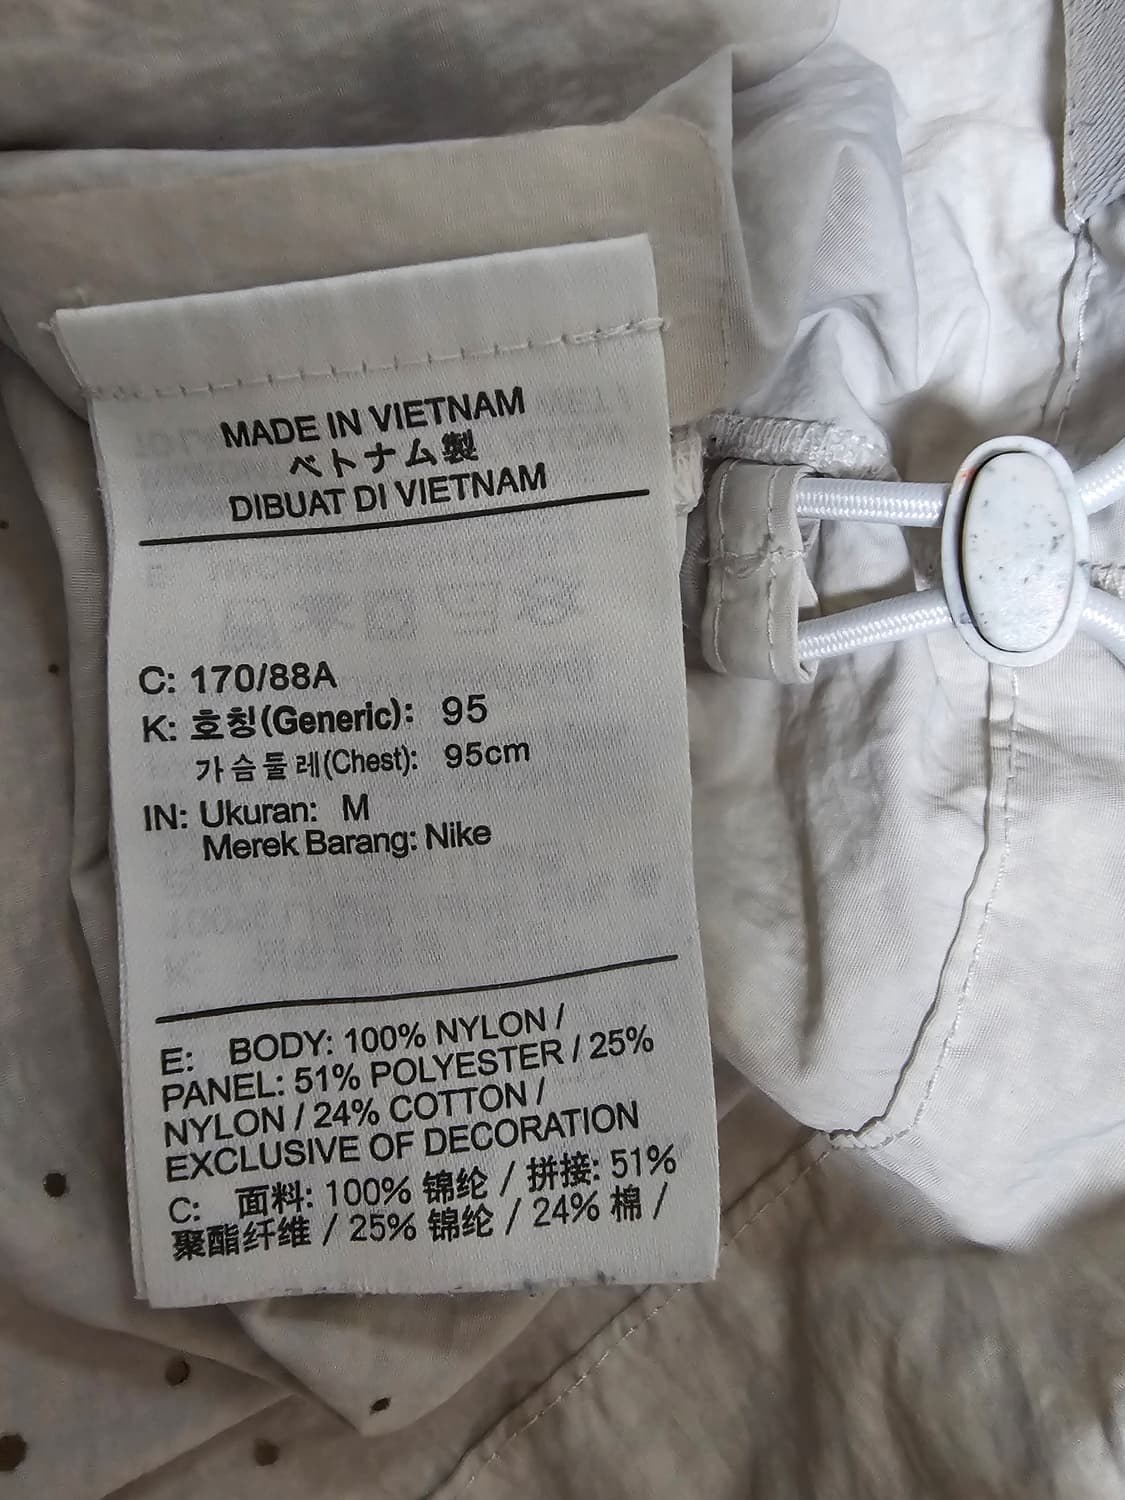 MADE IN VIETNAM
ベトナム製
DIBUAT DI VIETNAM
C: 170/88A
K: 호칭(Generic): 95
가슴둘레(Chest): 95cm
IN: Ukuran: M
Merek Barang: Nike
E: BODY: 100% NYLON /
PANEL: 51% POLYESTER / 25%
NYLON / 24% COTTON /
EXCLUSIVE OF DECORATION
C: 面料: 100% 锦纶 / 拼接: 51%
聚酯纤维 / 25% 锦纶 / 24% 棉 /